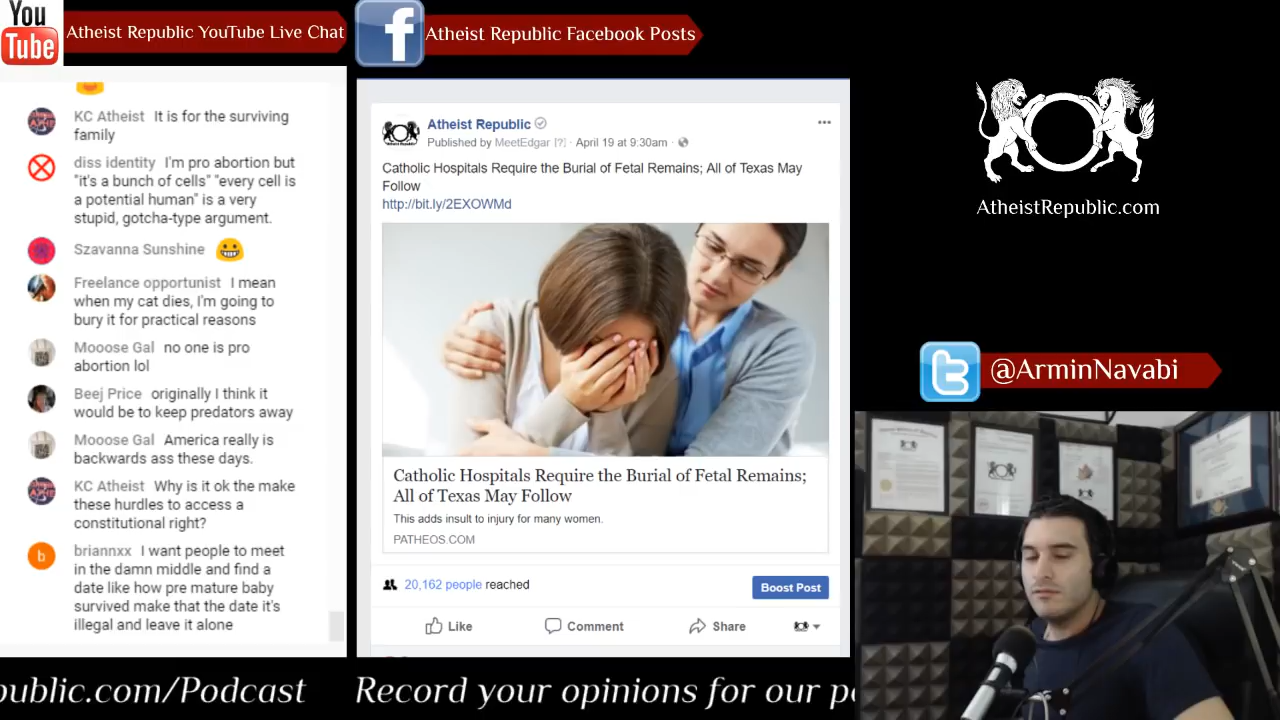 You
Tube
Atheist Republic YouTube Live Chat
f
Atheist Republic Facebook Posts
KC Atheist It is for the surviving
family
diss identity I'm pro abortion but
"it's a bunch of cells" "every cell is
a potential human" is a very
stupid, gotcha-type argument.
Szavanna Sunshine
Freelance opportunist I mean
when my cat dies, I'm going to
bury it for practical reasons
Mooose Gal no one is pro
abortion lol
Beej Price originally I think it
would be to keep predators away
Mooose Gal America really is
backwards ass these days.
KC Atheist Why is it ok the make
these hurdles to access a
constitutional right?
b
briannxx I want people to meet
in the damn middle and find a
date like how pre mature baby
survived make that the date it's
illegal and leave it alone
Atheist Republic
Published by MeetEdgar [?] · April 19 at 9:30am ·
Catholic Hospitals Require the Burial of Fetal Remains; All of Texas May
Follow
http://bit.ly/2EXOWMd
Catholic Hospitals Require the Burial of Fetal Remains;
All of Texas May Follow
This adds insult to injury for many women.
PATHEOS.COM
20,162 people reached
Boost Post
Like
Comment
Share
AtheistRepublic.com
t
@ArminNavabi
public.com/Podcast
Record your opinions for our po